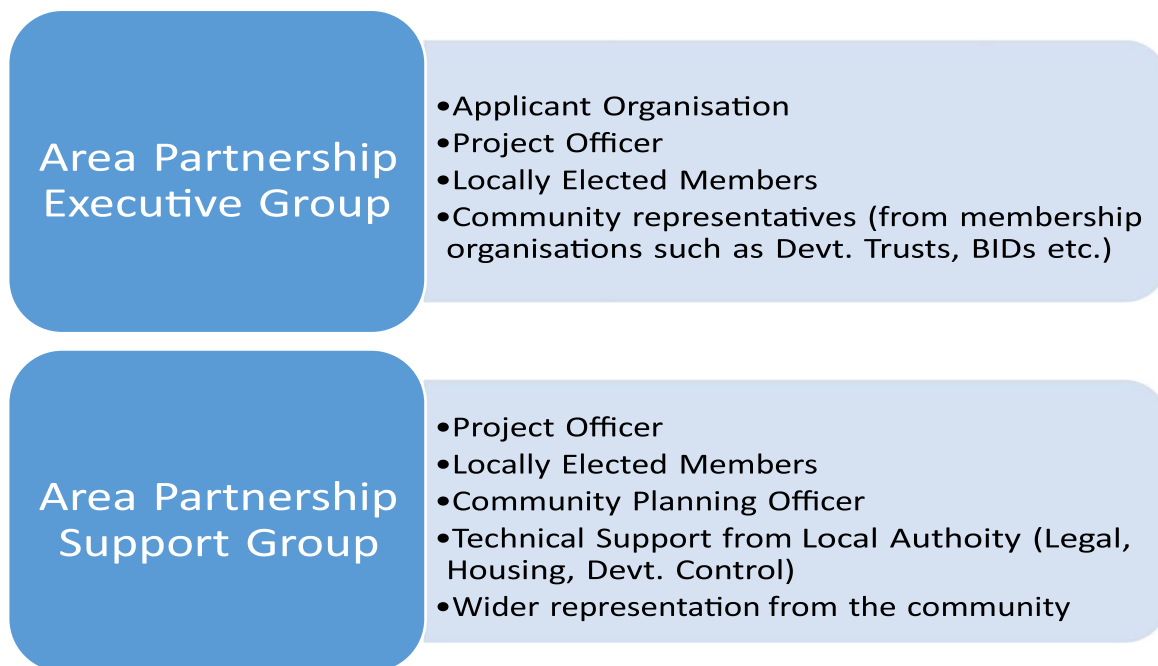 Area Partnership
Executive Group
•Applicant Organisation
•Project Officer
•Locally Elected Members
•Community representatives (from membership
organisations such as Devt. Trusts, BIDs etc.)
Area Partnership
Support Group
•Project Officer
•Locally Elected Members
•Community Planning Officer
•Technical Support from Local Authoity (Legal,
Housing, Devt. Control)
•Wider representation from the community